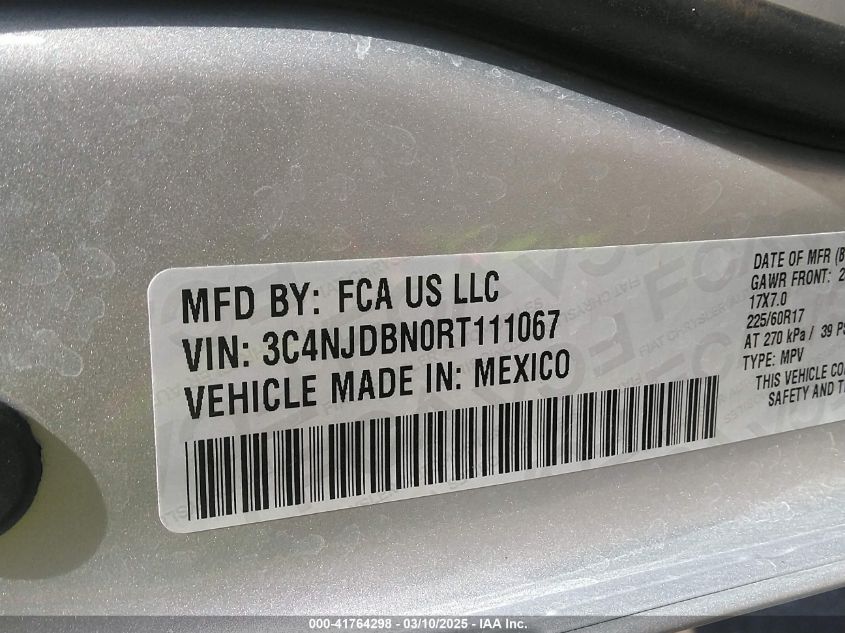 MFD BY: FCA US LLC
VIN: 3C4NJDBN0RT111067
VEHICLE MADE IN: MEXICO
DATE OF MFR (B
GAWR FRONT: 2
17X7.0
225/60R17
AT 270 kPa / 39 PS
TYPE: MPV
THIS VEHICLE CO
SAFETY AND T
000-41764298 - 03/10/2025 - IAA Inc.